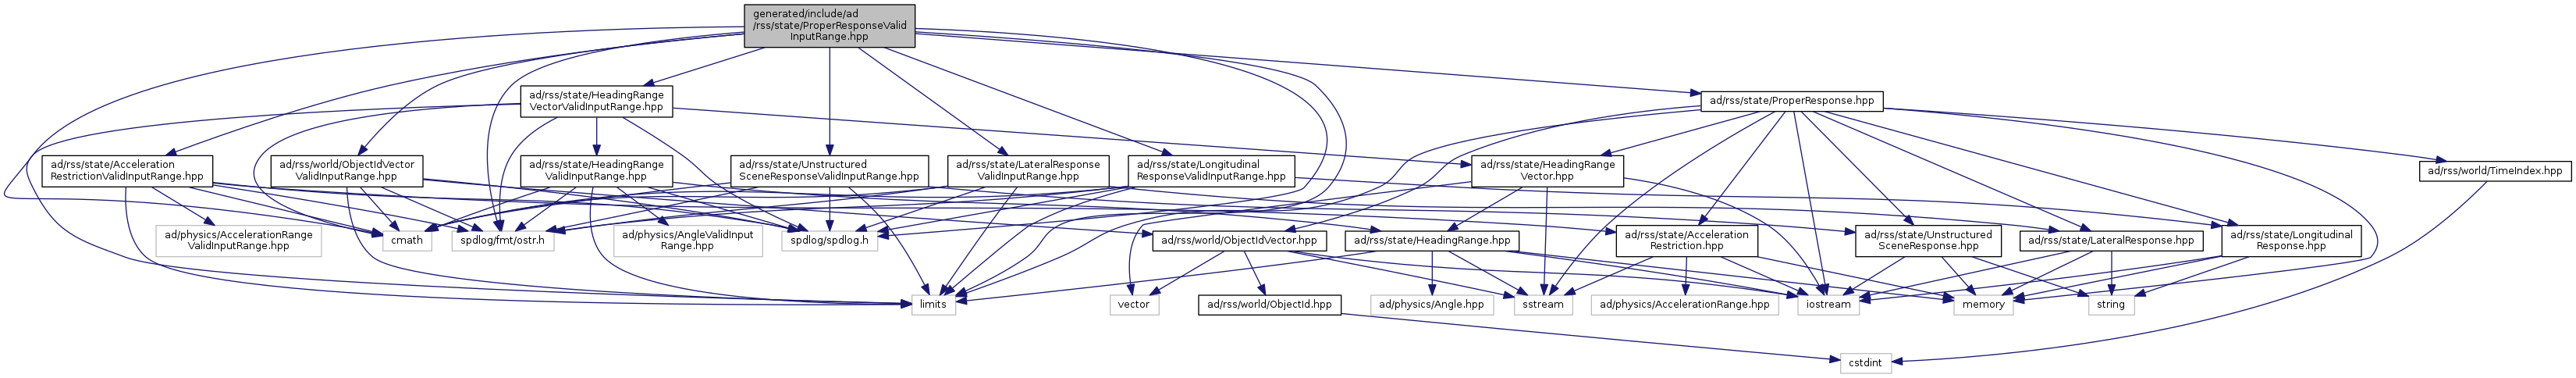 generated/include/ad
/rss/state/ProperResponseValid
InputRange.hpp
ad/rss/state/HeadingRange
VectorValidInputRange.hpp
ad/rss/state/ProperResponse.hpp
ad/rss/state/Acceleration
RestrictionValidInputRange.hpp
ad/rss/world/ObjectIdVector
ValidInputRange.hpp
ad/rss/state/HeadingRange
ValidInputRange.hpp
ad/rss/state/Unstructured
SceneResponseValidInputRange.hpp
ad/rss/state/LateralResponse
ValidInputRange.hpp
ad/rss/state/Longitudinal
ResponseValidInputRange.hpp
ad/rss/state/HeadingRange
Vector.hpp
ad/rss/world/TimeIndex.hpp
ad/physics/AccelerationRange
ValidInputRange.hpp
cmath
spdlog/fmt/ostr.h
ad/physics/AngleValidInput
Range.hpp
spdlog/spdlog.h
ad/rss/world/ObjectIdVector.hpp
ad/rss/state/HeadingRange.hpp
ad/rss/state/Acceleration
Restriction.hpp
ad/rss/state/Unstructured
SceneResponse.hpp
ad/rss/state/LateralResponse.hpp
ad/rss/state/Longitudinal
Response.hpp
limits
vector
ad/rss/world/ObjectId.hpp
ad/physics/Angle.hpp
sstream
ad/physics/AccelerationRange.hpp
iostream
memory
string
cstdint